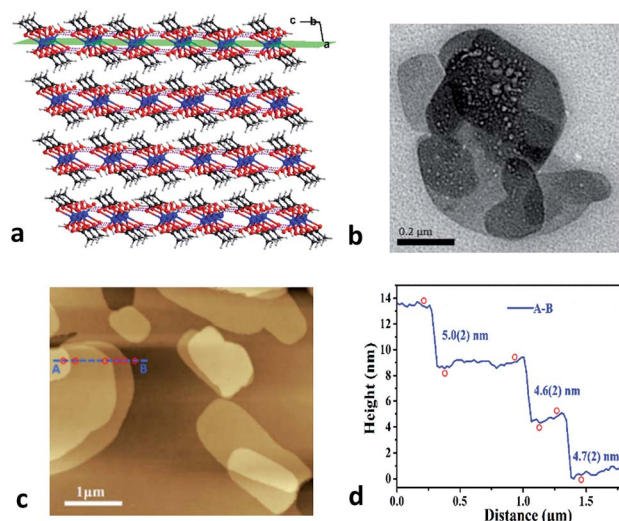 c
b
a
a
0.2 µm
b
A
B
1µm
c
14
12
10
8
6
4
2
0
Height (nm)
A-B
5.0(2) nm
4.6(2) nm
4.7(2) nm
0.0
0.5
1.0
1.5
Distance (µm)
d